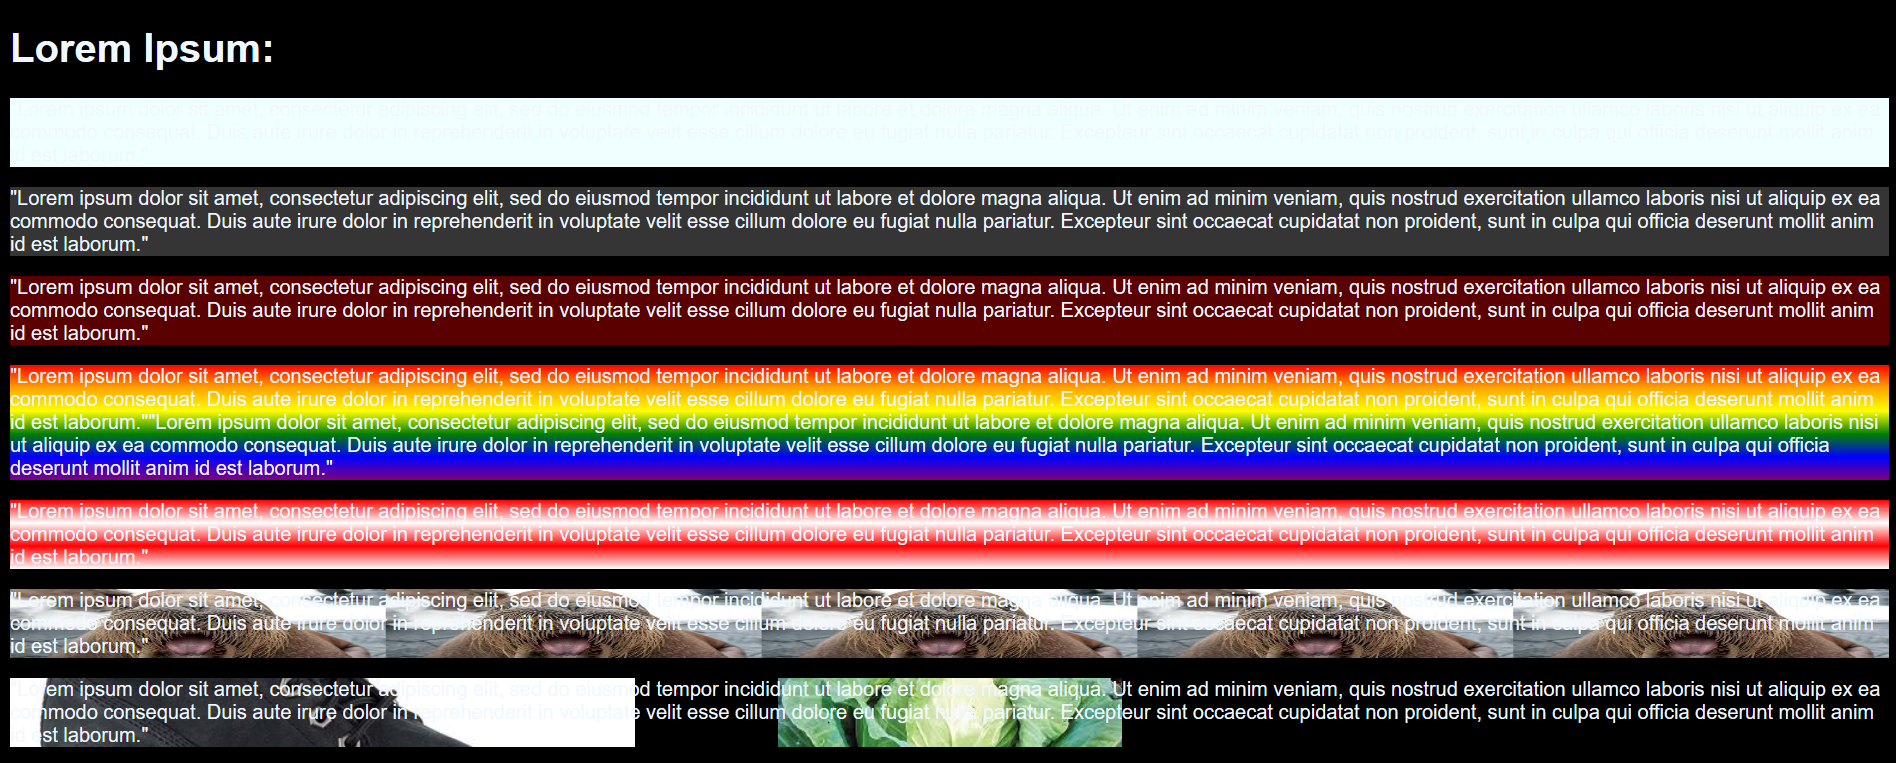 Lorem Ipsum:
"Lorem ipsum dolor sit amet, consectetur adipiscing elit, sed do eiusmod tempor incididunt ut labore et dolore magna aliqua. Ut enim ad minim veniam, quis nostrud exercitation ullamco laboris nisi ut aliquip ex ea
commodo consequat. Duis aute irure dolor in reprehenderit in voluptate velit esse cillum dolore eu fugiat nulla pariatur. Excepteur sint occaecat cupidatat non proident, sunt in culpa qui officia deserunt mollit anim
id est laborum."
"Lorem ipsum dolor sit amet, consectetur adipiscing elit, sed do eiusmod tempor incididunt ut labore et dolore magna aliqua. Ut enim ad minim veniam, quis nostrud exercitation ullamco laboris nisi ut aliquip ex ea
commodo consequat. Duis aute irure dolor in reprehenderit in voluptate velit esse cillum dolore eu fugiat nulla pariatur. Excepteur sint occaecat cupidatat non proident, sunt in culpa qui officia deserunt mollit anim
id est laborum."
"Lorem ipsum dolor sit amet, consectetur adipiscing elit, sed do eiusmod tempor incididunt ut labore et dolore magna aliqua. Ut enim ad minim veniam, quis nostrud exercitation ullamco laboris nisi ut aliquip ex ea
commodo consequat. Duis aute irure dolor in reprehenderit in voluptate velit esse cillum dolore eu fugiat nulla pariatur. Excepteur sint occaecat cupidatat non proident, sunt in culpa qui officia deserunt mollit anim
id est laborum."
"Lorem ipsum dolor sit amet, consectetur adipiscing elit, sed do eiusmod tempor incididunt ut labore et dolore magna aliqua. Ut enim ad minim veniam, quis nostrud exercitation ullamco laboris nisi ut aliquip ex ea
commodo consequat. Duis aute irure dolor in reprehenderit in voluptate velit esse cillum dolore eu fugiat nulla pariatur. Excepteur sint occaecat cupidatat non proident, sunt in culpa qui officia deserunt mollit anim
id est laborum.""Lorem ipsum dolor sit amet, consectetur adipiscing elit, sed do eiusmod tempor incididunt ut labore et dolore magna aliqua. Ut enim ad minim veniam, quis nostrud exercitation ullamco laboris nisi
ut aliquip ex ea commodo consequat. Duis aute irure dolor in reprehenderit in voluptate velit esse cillum dolore eu fugiat nulla pariatur. Excepteur sint occaecat cupidatat non proident, sunt in culpa qui officia
deserunt mollit anim id est laborum."
"Lorem ipsum dolor sit amet, consectetur adipiscing elit, sed do eiusmod tempor incididunt ut labore et dolore magna aliqua. Ut enim ad minim veniam, quis nostrud exercitation ullamco laboris nisi ut aliquip ex ea
commodo consequat. Duis aute irure dolor in reprehenderit in voluptate velit esse cillum dolore eu fugiat nulla pariatur. Excepteur sint occaecat cupidatat non proident, sunt in culpa qui officia deserunt mollit anim
id est laborum."
"Lorem ipsum dolor sit amet, consectetur adipiscing elit, sed do eiusmod tempor incididunt ut labore et dolore magna aliqua. Ut enim ad minim veniam, quis nostrud exercitation ullamco laboris nisi ut aliquip ex ea
commodo consequat. Duis aute irure dolor in reprehenderit in voluptate velit esse cillum dolore eu fugiat nulla pariatur. Excepteur sint occaecat cupidatat non proident, sunt in culpa qui officia deserunt mollit anim
id est laborum."
"Lorem ipsum dolor sit amet, consectetur adipiscing elit, sed do eiusmod tempor incididunt ut labore et dolore magna aliqua. Ut enim ad minim veniam, quis nostrud exercitation ullamco laboris nisi ut aliquip ex ea
commodo consequat. Duis aute irure dolor in reprehenderit in voluptate velit esse cillum dolore eu fugiat nulla pariatur. Excepteur sint occaecat cupidatat non proident, sunt in culpa qui officia deserunt mollit anim
id est laborum."